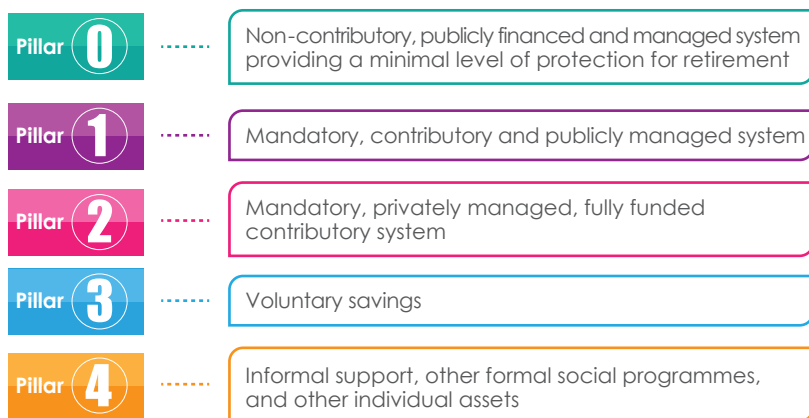 Pillar 0
Non-contributory, publicly financed and managed system
providing a minimal level of protection for retirement
Pillar 1
Mandatory, contributory and publicly managed system
Pillar 2
Mandatory, privately managed, fully funded
contributory system
Pillar 3
Voluntary savings
Pillar 4
Informal support, other formal social programmes,
and other individual assets